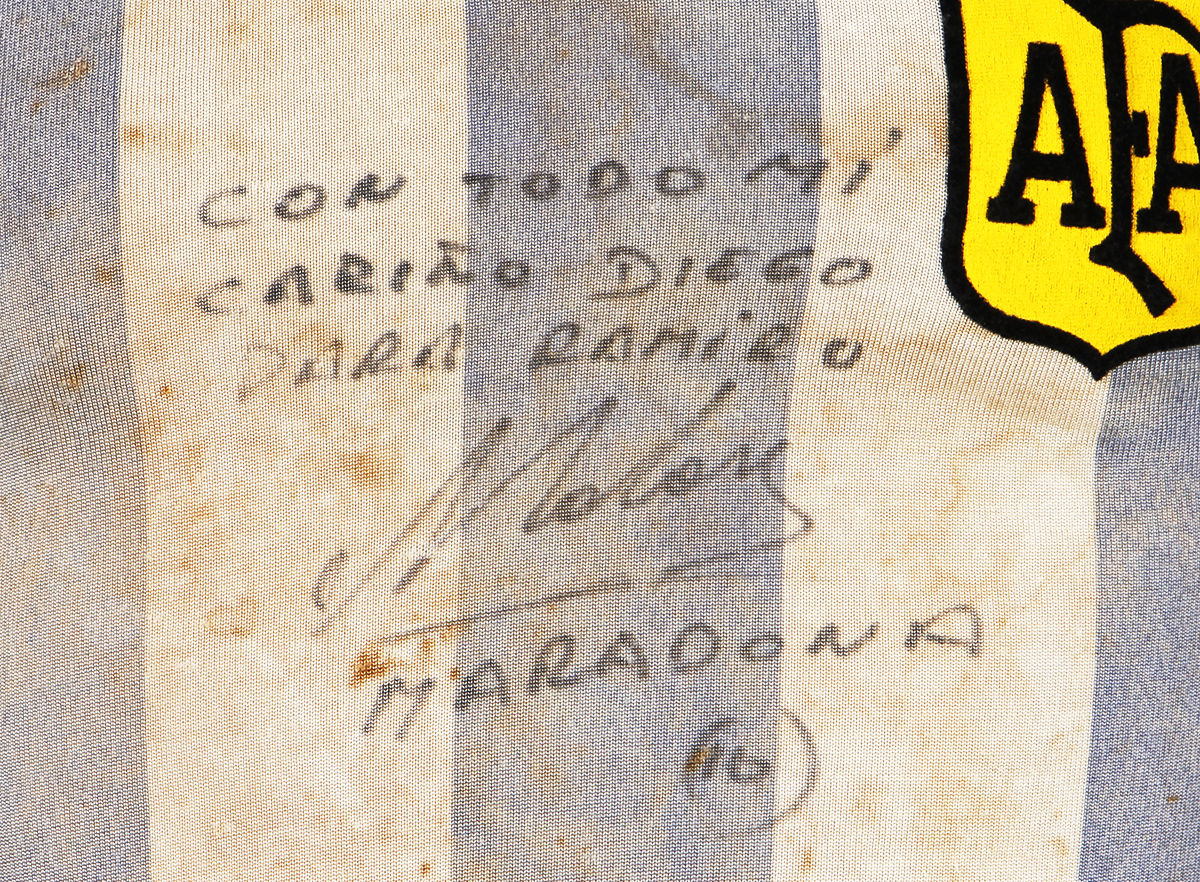 AFA
CON TODO MI
CARIÑO DIEGO
PARA RAMIRO
MARADONA
10